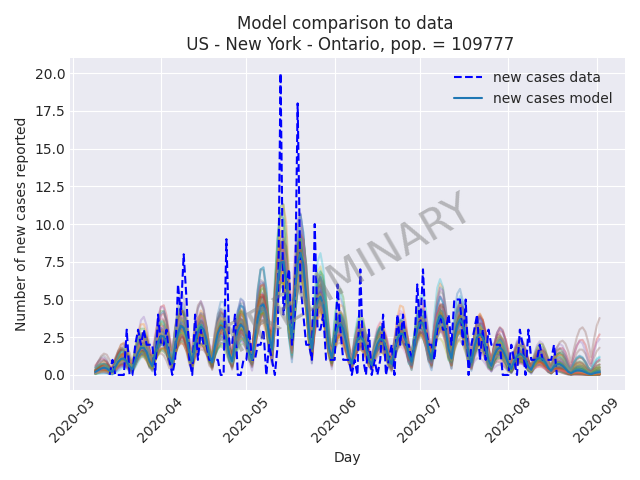 Model comparison to data
US - New York - Ontario, pop. = 109777
new cases data
new cases model
Number of new cases reported
20.0
17.5
15.0
12.5
10.0
7.5
5.0
2.5
0.0
2020-03
2020-04
2020-05
2020-06
2020-07
2020-08
2020-09
Day